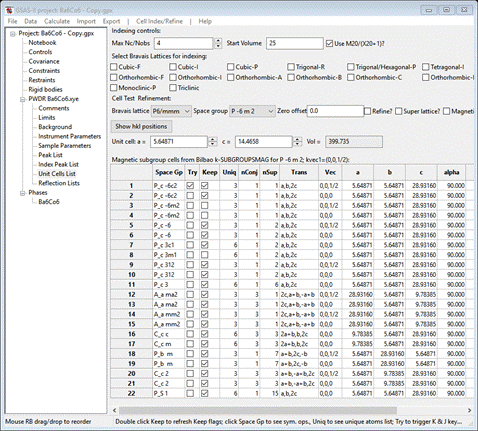 GSAS-II project: Ba6Co6 - Copy.gpx
File Data Calculate Import Export | Cell Index/Refine | Help
Project: Ba6Co6 - Copy.gpx
Notebook
Controls
Covariance
Constraints
Restraints
Rigid bodies
PWDR Ba6Co6.xye
Comments
Limits
Background
Instrument Parameters
Sample Parameters
Peak List
Index Peak List
Unit Cells List
Reflection Lists
Phases
Ba6Co6
Indexing controls:
Max Nc/Nobs 4 Start Volume 25 Use M20/(X20+1)?
Select Bravais Lattices for indexing:
Cubic-F Cubic-I Cubic-P Trigonal-R Trigonal/Hexagonal-P Tetragonal-I
Orthorhombic-F Orthorhombic-I Orthorhombic-A Orthorhombic-B Orthorhombic-C Orthorhombic-
Monoclinic-P Triclinic
Cell Test Refinement:
Bravais lattice P6/mmm Space group P -6 m 2 Zero offset 0.0 Refine? Super lattice? Magneti
Show hkl positions
Unit cell: a = 5.64871 c = 14.4658 Vol = 399.735
Magnetic subgroup cells from Bilbao k-SUBGROUPSMAG for P -6 m 2; kvec1=(0,0,1/2):
Space Gp Try Keep Uniq nConj nSup Trans Vec a b c alpha
1 P_c -6c2 3 1 1 a,b,2c 0,0,1/2 5.64871 5.64871 28.93160 90.000
2 P_c -6c2 3 1 1 a,b,2c 0,0,0 5.64871 5.64871 28.93160 90.000
3 P_c -6m2 3 1 1 a,b,2c 0,0,1/2 5.64871 5.64871 28.93160 90.000
4 P_c -6m2 3 1 1 a,b,2c 0,0,0 5.64871 5.64871 28.93160 90.000
5 P_c -6 3 1 2 a,b,2c 0,0,1/2 5.64871 5.64871 28.93160 90.000
6 P_c -6 3 1 2 a,b,2c 0,0,0 5.64871 5.64871 28.93160 90.000
7 P_c 3c1 6 1 2 a,b,2c 0,0,0 5.64871 5.64871 28.93160 90.000
8 P_c 3m1 6 1 2 a,b,2c 0,0,0 5.64871 5.64871 28.93160 90.000
9 P_c 312 3 1 2 a,b,2c 0,0,1/2 5.64871 5.64871 28.93160 90.000
10 P_c 312 3 1 2 a,b,2c 0,0,0 5.64871 5.64871 28.93160 90.000
11 P_c 3 6 1 6 a,b,2c 0,0,0 5.64871 5.64871 28.93160 90.000
12 A_a ma2 3 3 1 2c,a+b,-a+b 0,0,1/2 28.93160 5.64871 9.78385 90.000
13 A_a ma2 3 3 1 2c,a+b,-a+b 0,0,0 28.93160 5.64871 9.78385 90.000
14 A_a mm2 3 3 1 2c,a+b,-a+b 0,0,1/2 28.93160 5.64871 9.78385 90.000
15 A_a mm2 3 3 1 2c,a+b,-a+b 0,0,0 28.93160 5.64871 9.78385 90.000
16 C_c c 6 3 3 2a+b,b,2c 0,0,0 9.78385 5.64871 28.93160 90.000
17 C_c m 6 3 3 2a+b,b,2c 0,0,0 9.78385 5.64871 28.93160 90.000
18 P_b m 3 1 7 a+b,2c,-b 0,0,1/2 5.64871 28.93160 5.64871 90.000
19 P_b m 3 1 7 a+b,2c,-b 0,0,0 5.64871 28.93160 5.64871 90.000
20 C_c 2 3 3 3 -a+b,-a-b,2c 0,0,1/2 9.78385 5.64871 28.93160 90.000
21 C_c 2 3 3 3 -a+b,-a-b,2c 0,0,0 9.78385 5.64871 28.93160 90.000
22 P_S 1 6 1 15 a,b,2c 0,0,0 5.64871 5.64871 28.93160 90.000
Mouse RB drag/drop to reorder Double click Keep to refresh Keep flags; click Space Gp to see sym. ops., Uniq to see unique atoms list; Try to trigger K & J key...